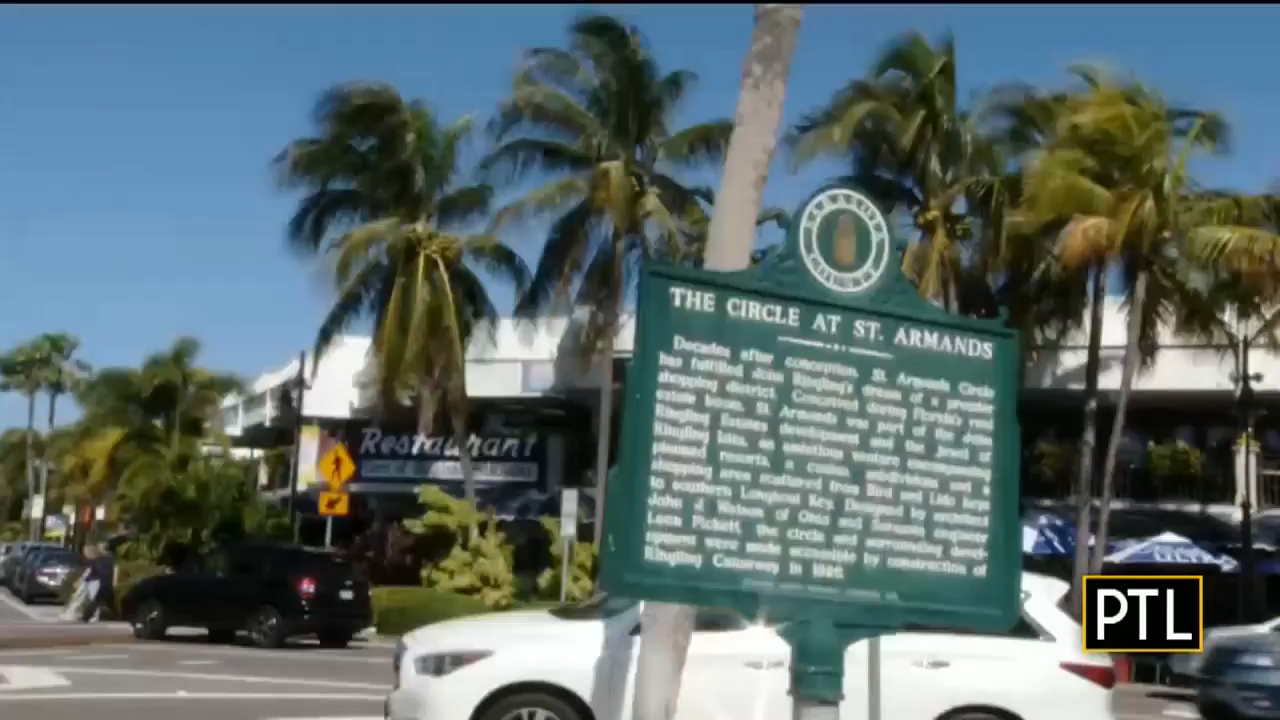 THE CIRCLE AT ST. ARMANDS
Decades after conception, St. Armands Circle
has fulfilled John Ringling's dream of a premier
shopping district. Conceived during Florida's real
estate boom, St. Armands was part of the John
Ringling Estates development and the jewel of
Ringling Isles, an ambitious venture encompassing
planned resorts, a casino, subdivisions and a
shopping area scattered from Bird and Lido Keys
to southern Longboat Key. Designed by architect
John J. Watson of Ohio and Sarasota engineer
Leon Pickett, the circle and surrounding devel-
opment were made accessible by construction of
Ringling Causeway in 1926.
Restaurant
PTL